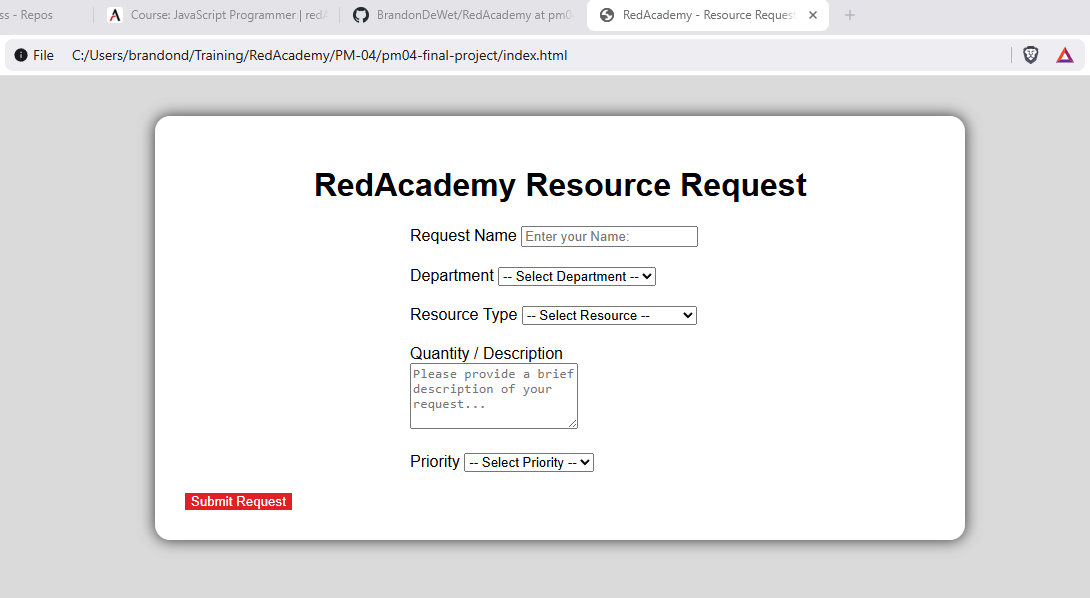 ss - Repos
Course: JavaScript Programmer | redA
BrandonDeWet/RedAcademy at pm0
RedAcademy - Resource Request
File
C:/Users/brandond/Training/RedAcademy/PM-04/pm04-final-project/index.html
RedAcademy Resource Request
Request Name Enter your Name:
Department -- Select Department --
Resource Type -- Select Resource --
Quantity / Description
Please provide a brief
description of your
request...
Priority -- Select Priority --
Submit Request